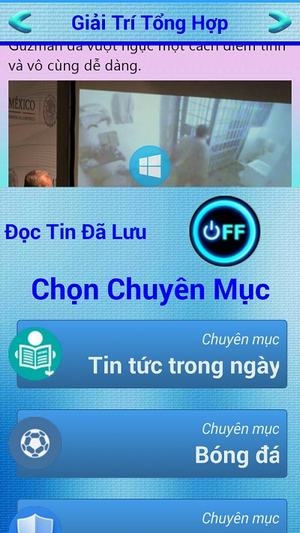 Giải Trí Tổng Hợp
Guzman đã vượt ngục một cách điềm tĩnh
và vô cùng dễ dàng.
MÉXICO
Đọc Tin Đã Lưu
OFF
Chọn Chuyên Mục
Chuyên mục
Tin tức trong ngày
Chuyên mục
Bóng đá
Chuyên mục